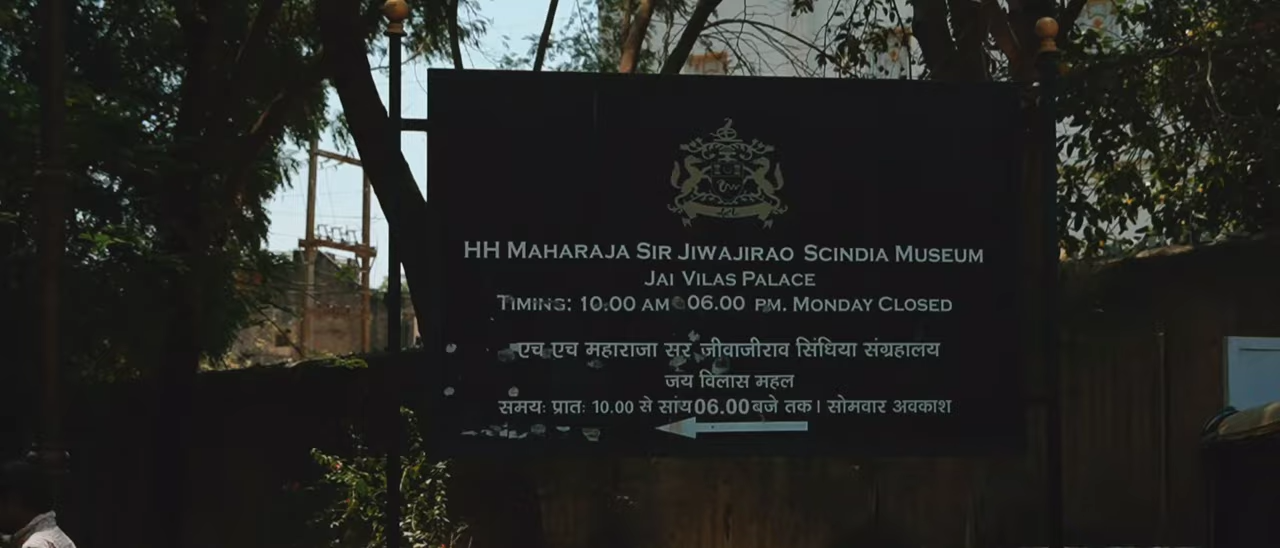 HH MAHARAJA SIR JIWAJIRAO SCINDIA MUSEUM
JAI VILAS PALACE
TIMING: 10.00 AM 06.00 PM. MONDAY CLOSED
एच एच महाराजा सर जीवाजीराव सिंधिया संग्रहालय
जय विलास महल
समयः प्रातः 10.00 से सांय 06.00 बजे तक। सोमवार अवकाश